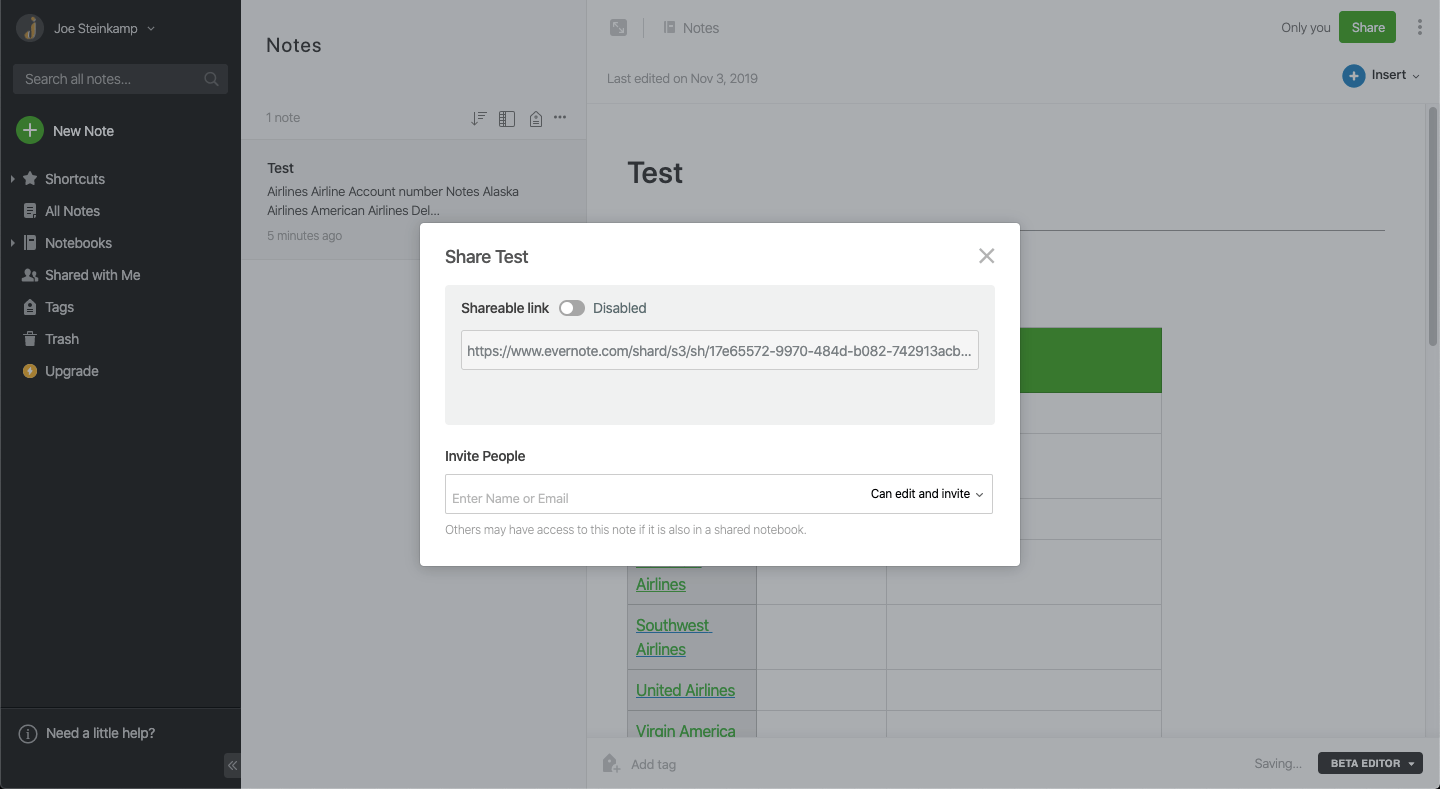 Joe Steinkamp
Search all notes...
New Note
Shortcuts
All Notes
Notebooks
Shared with Me
Tags
Trash
Upgrade
Need a little help?
Notes
1 note
Test
Airlines Airline Account number Notes Alaska
Airlines American Airlines Del...
5 minutes ago
Notes
Only you
Share
Last edited on Nov 3, 2019
Insert
Test
Share Test
Shareable link Disabled
https://www.evernote.com/shard/s3/sh/17e65572-9970-484d-b082-742913acb...
Invite People
Enter Name or Email
Can edit and invite
Others may have access to this note if it is also in a shared notebook.
Airlines
Southwest
Airlines
United Airlines
Virgin America
Add tag
Saving...
BETA EDITOR